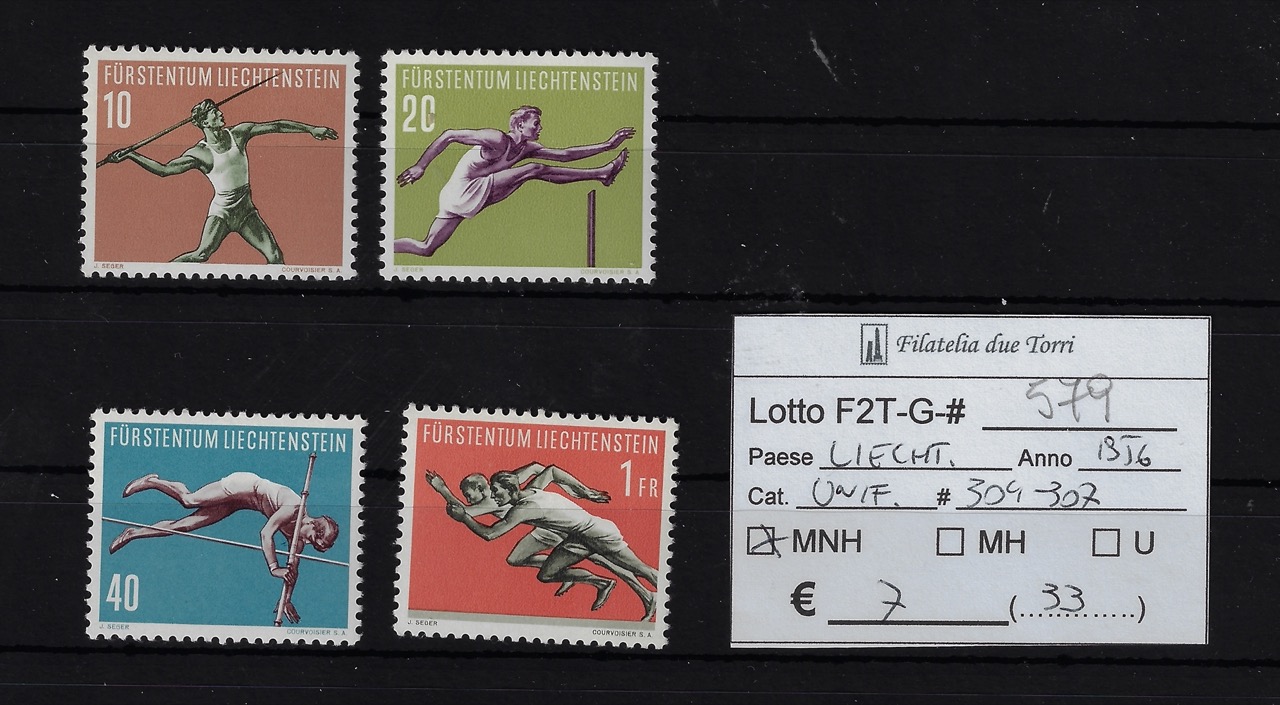 FÜRSTENTUM LIECHTENSTEIN
10
J. SEGER COURVOISIER S. A.
FÜRSTENTUM LIECHTENSTEIN
20
J. SEGER COURVOISIER S. A.
FÜRSTENTUM LIECHTENSTEIN
40
J. SEGER COURVOISIER S. A.
FÜRSTENTUM LIECHTENSTEIN
1 FR
J. SEGER COURVOISIER S. A.
Filatelia due Torri
Lotto F2T-G-# 579
Paese LIECHT. Anno 1956
Cat. UNIF. # 304-307
MNH MH U
€ 7 (..33......)